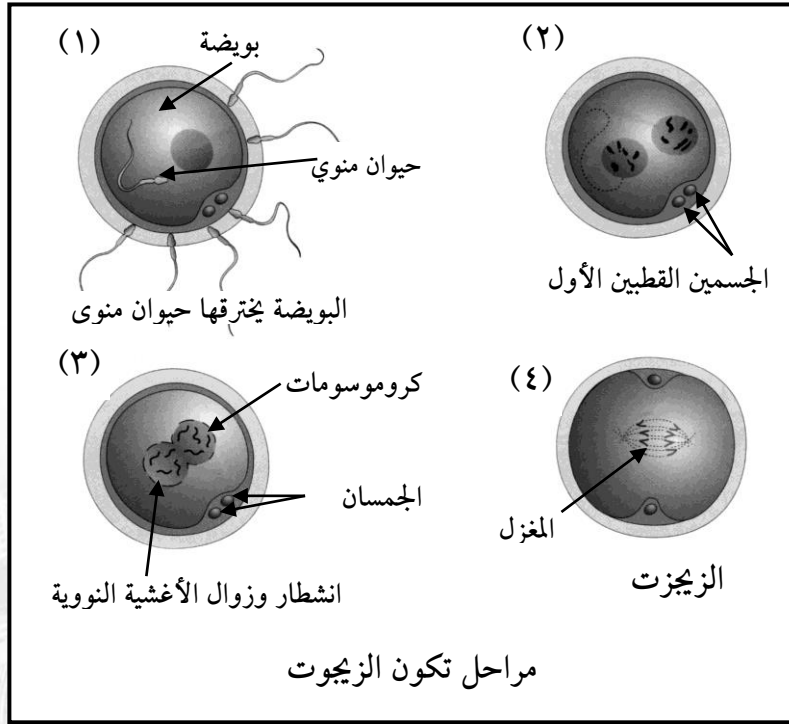 (١)
بويضة
حيوان منوي
البويضة يخترقها حيوان منوى
(٢)
الجسمين القطبين الأول
(٣)
كروموسومات
الجمسان
انشطار وزوال الأغشية النووية
(٤)
المغزل
الزيجزت
مراحل تكون الزيجوت